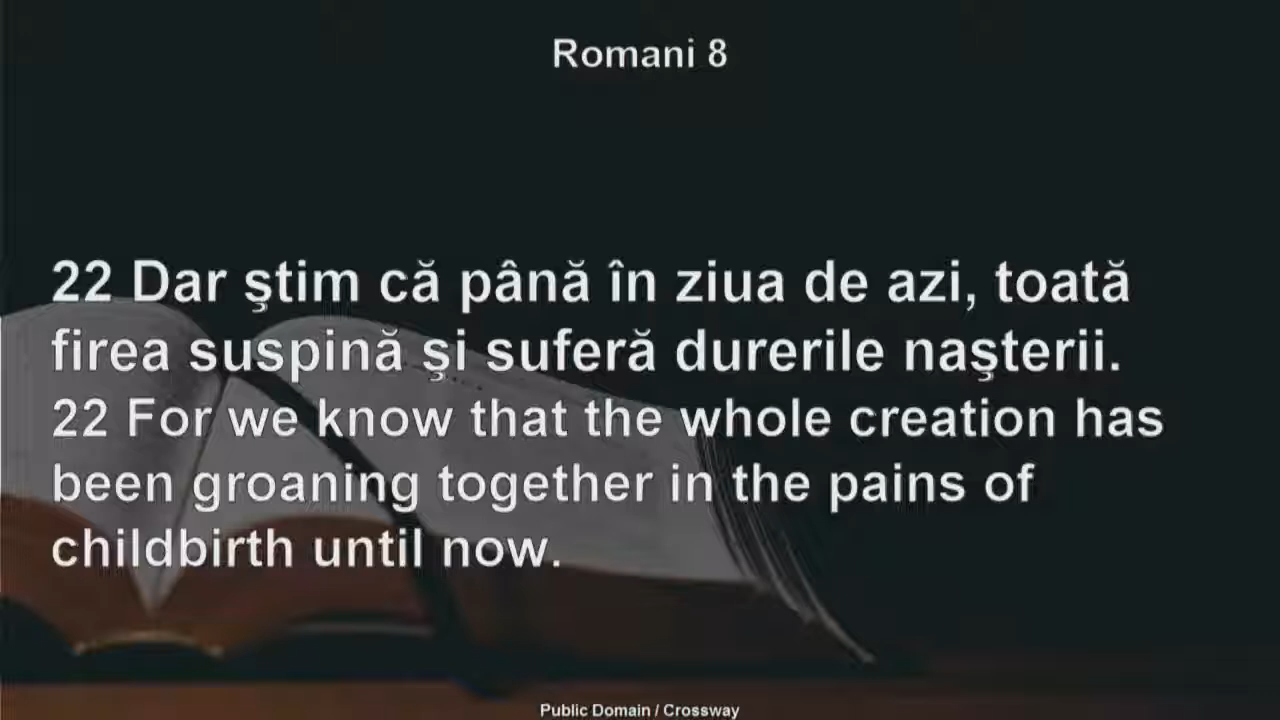 Romani 8
22 Dar ştim că până în ziua de azi, toată
firea suspină şi suferă durerile naşterii.
22 For we know that the whole creation has
been groaning together in the pains of
childbirth until now.
Public Domain / Crossway